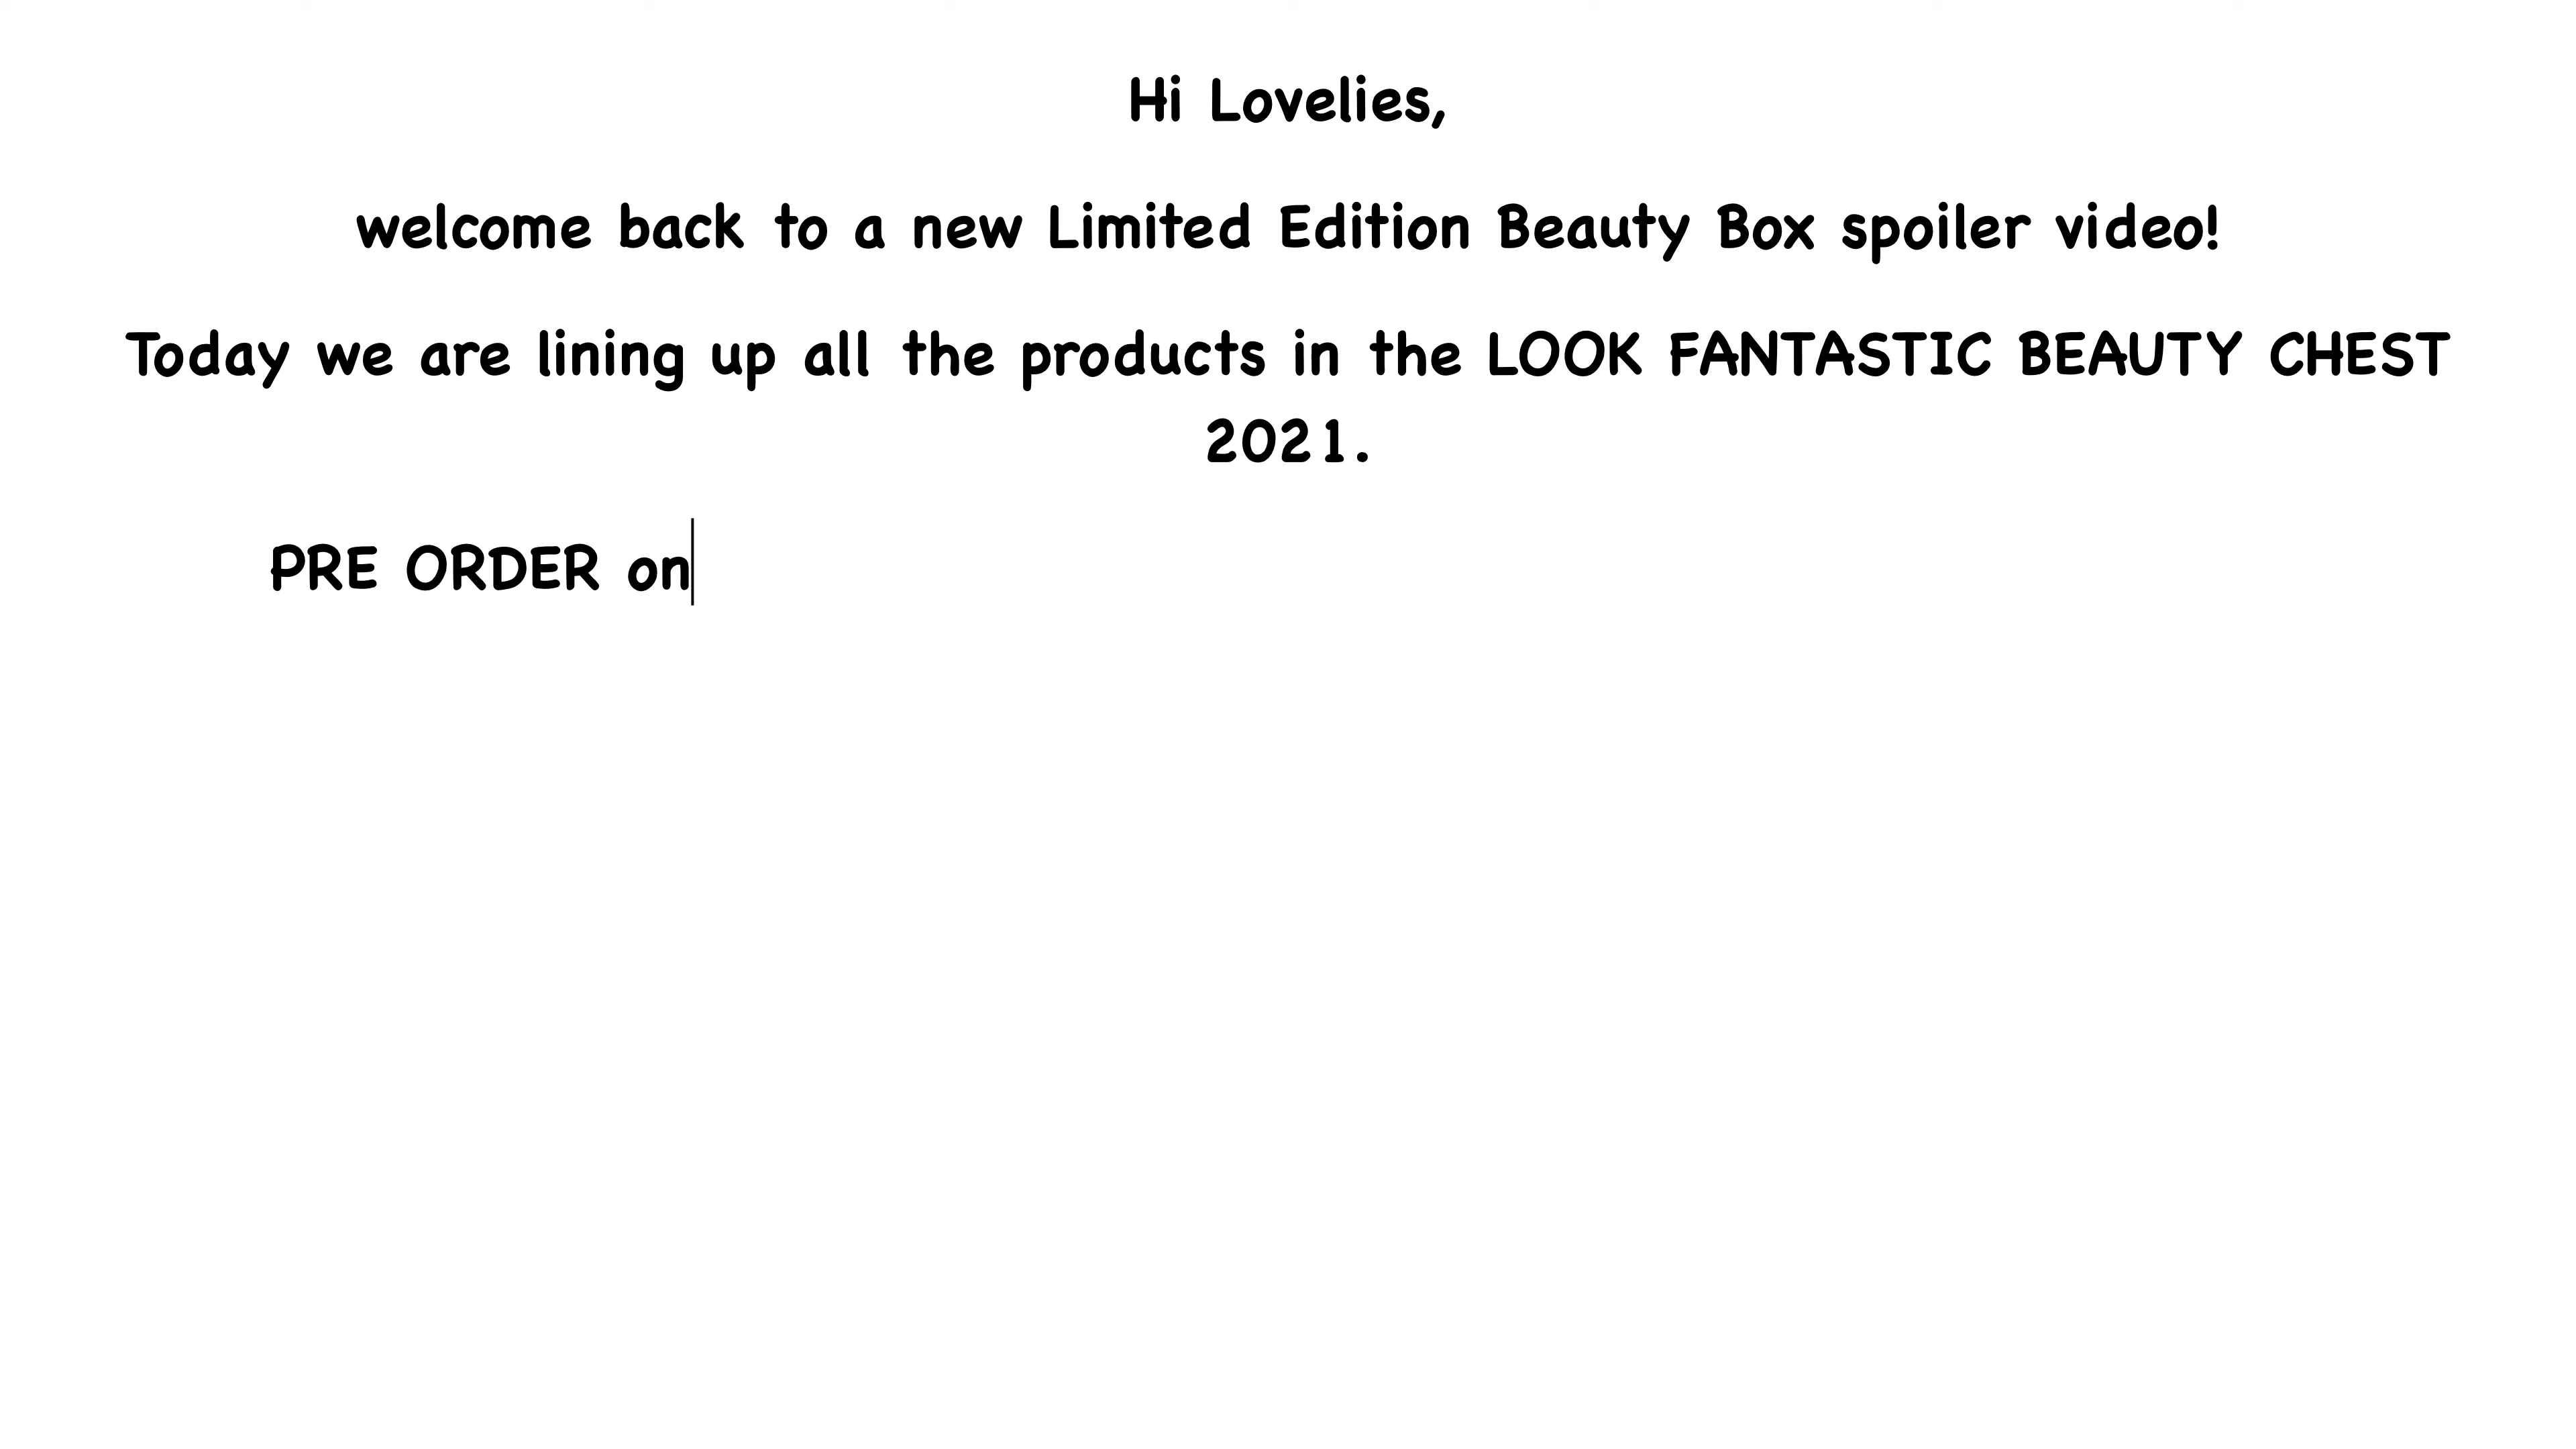 Hi Lovelies,
welcome back to a new Limited Edition Beauty Box spoiler video!
Today we are lining up all the products in the LOOK FANTASTIC BEAUTY CHEST
2021.
PRE ORDER on